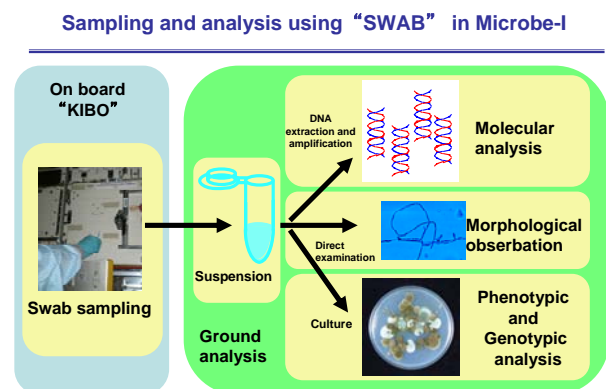 Sampling and analysis using “SWAB” in Microbe-I
On board
“KIBO”
Swab sampling
Suspension
Ground
analysis
DNA
extraction and
amplification
Molecular
analysis
Direct
examination
Morphological
obserbation
Culture
Phenotypic
and
Genotypic
analysis